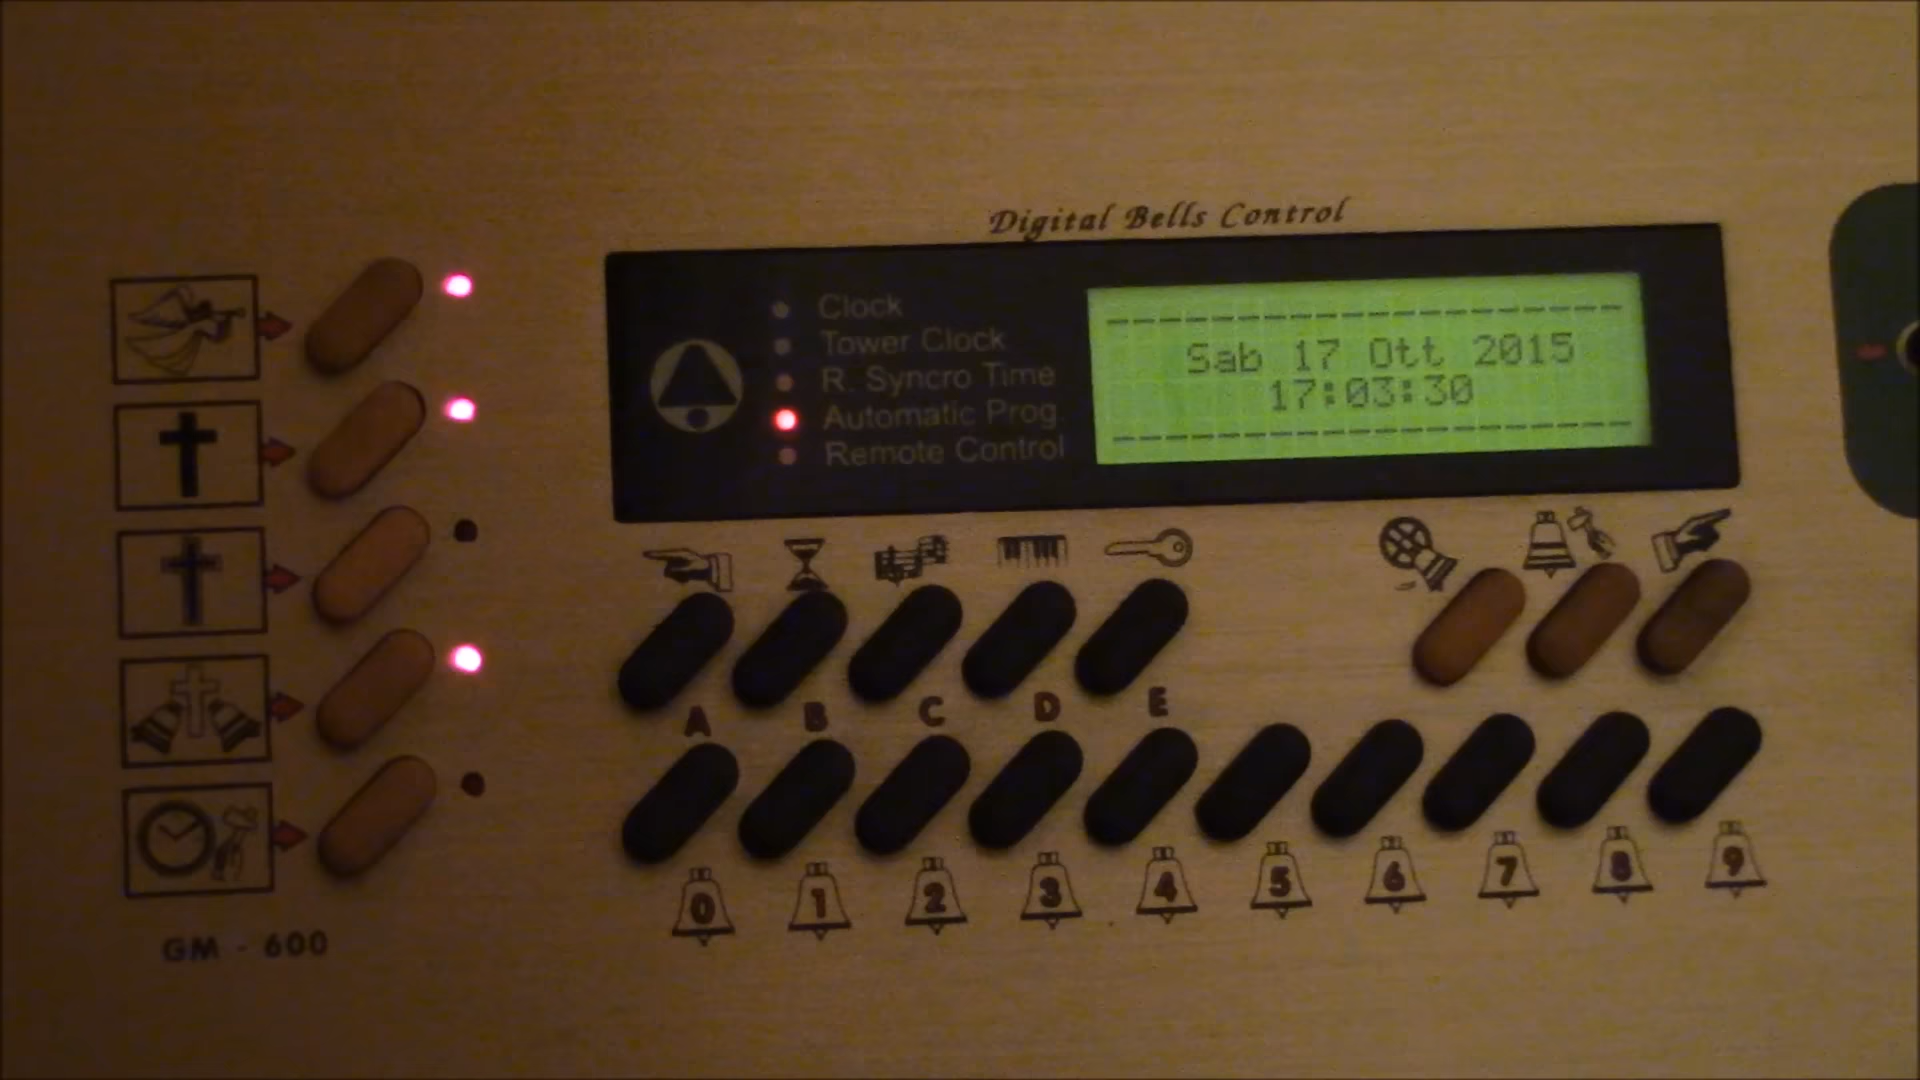 Digital Bells Control
Clock
Tower Clock
R. Syncro Time
Automatic Prog.
Remote Control
Sab 17 Ott 2015
17:03:30
A B C D E
0 1 2 3 4 5 6 7 8 9
GM - 600